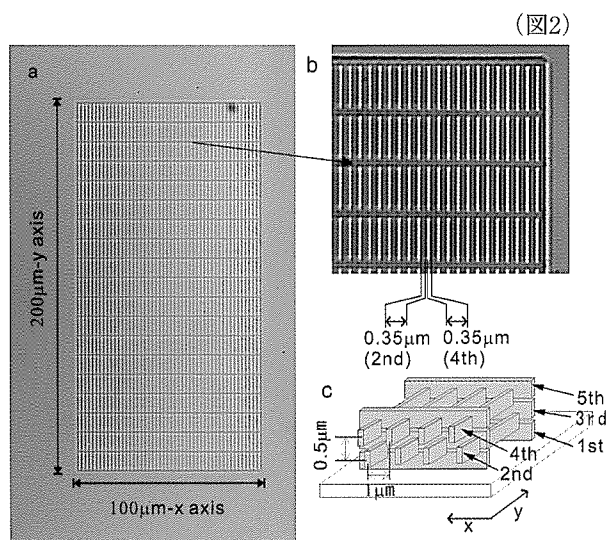 (図2)
a
b
200μm-y axis
100μm-x axis
0.35μm
(2nd)
0.35μm
(4th)
c
5th
3rd
1st
4th
2nd
0.5μm
1μm
x
y